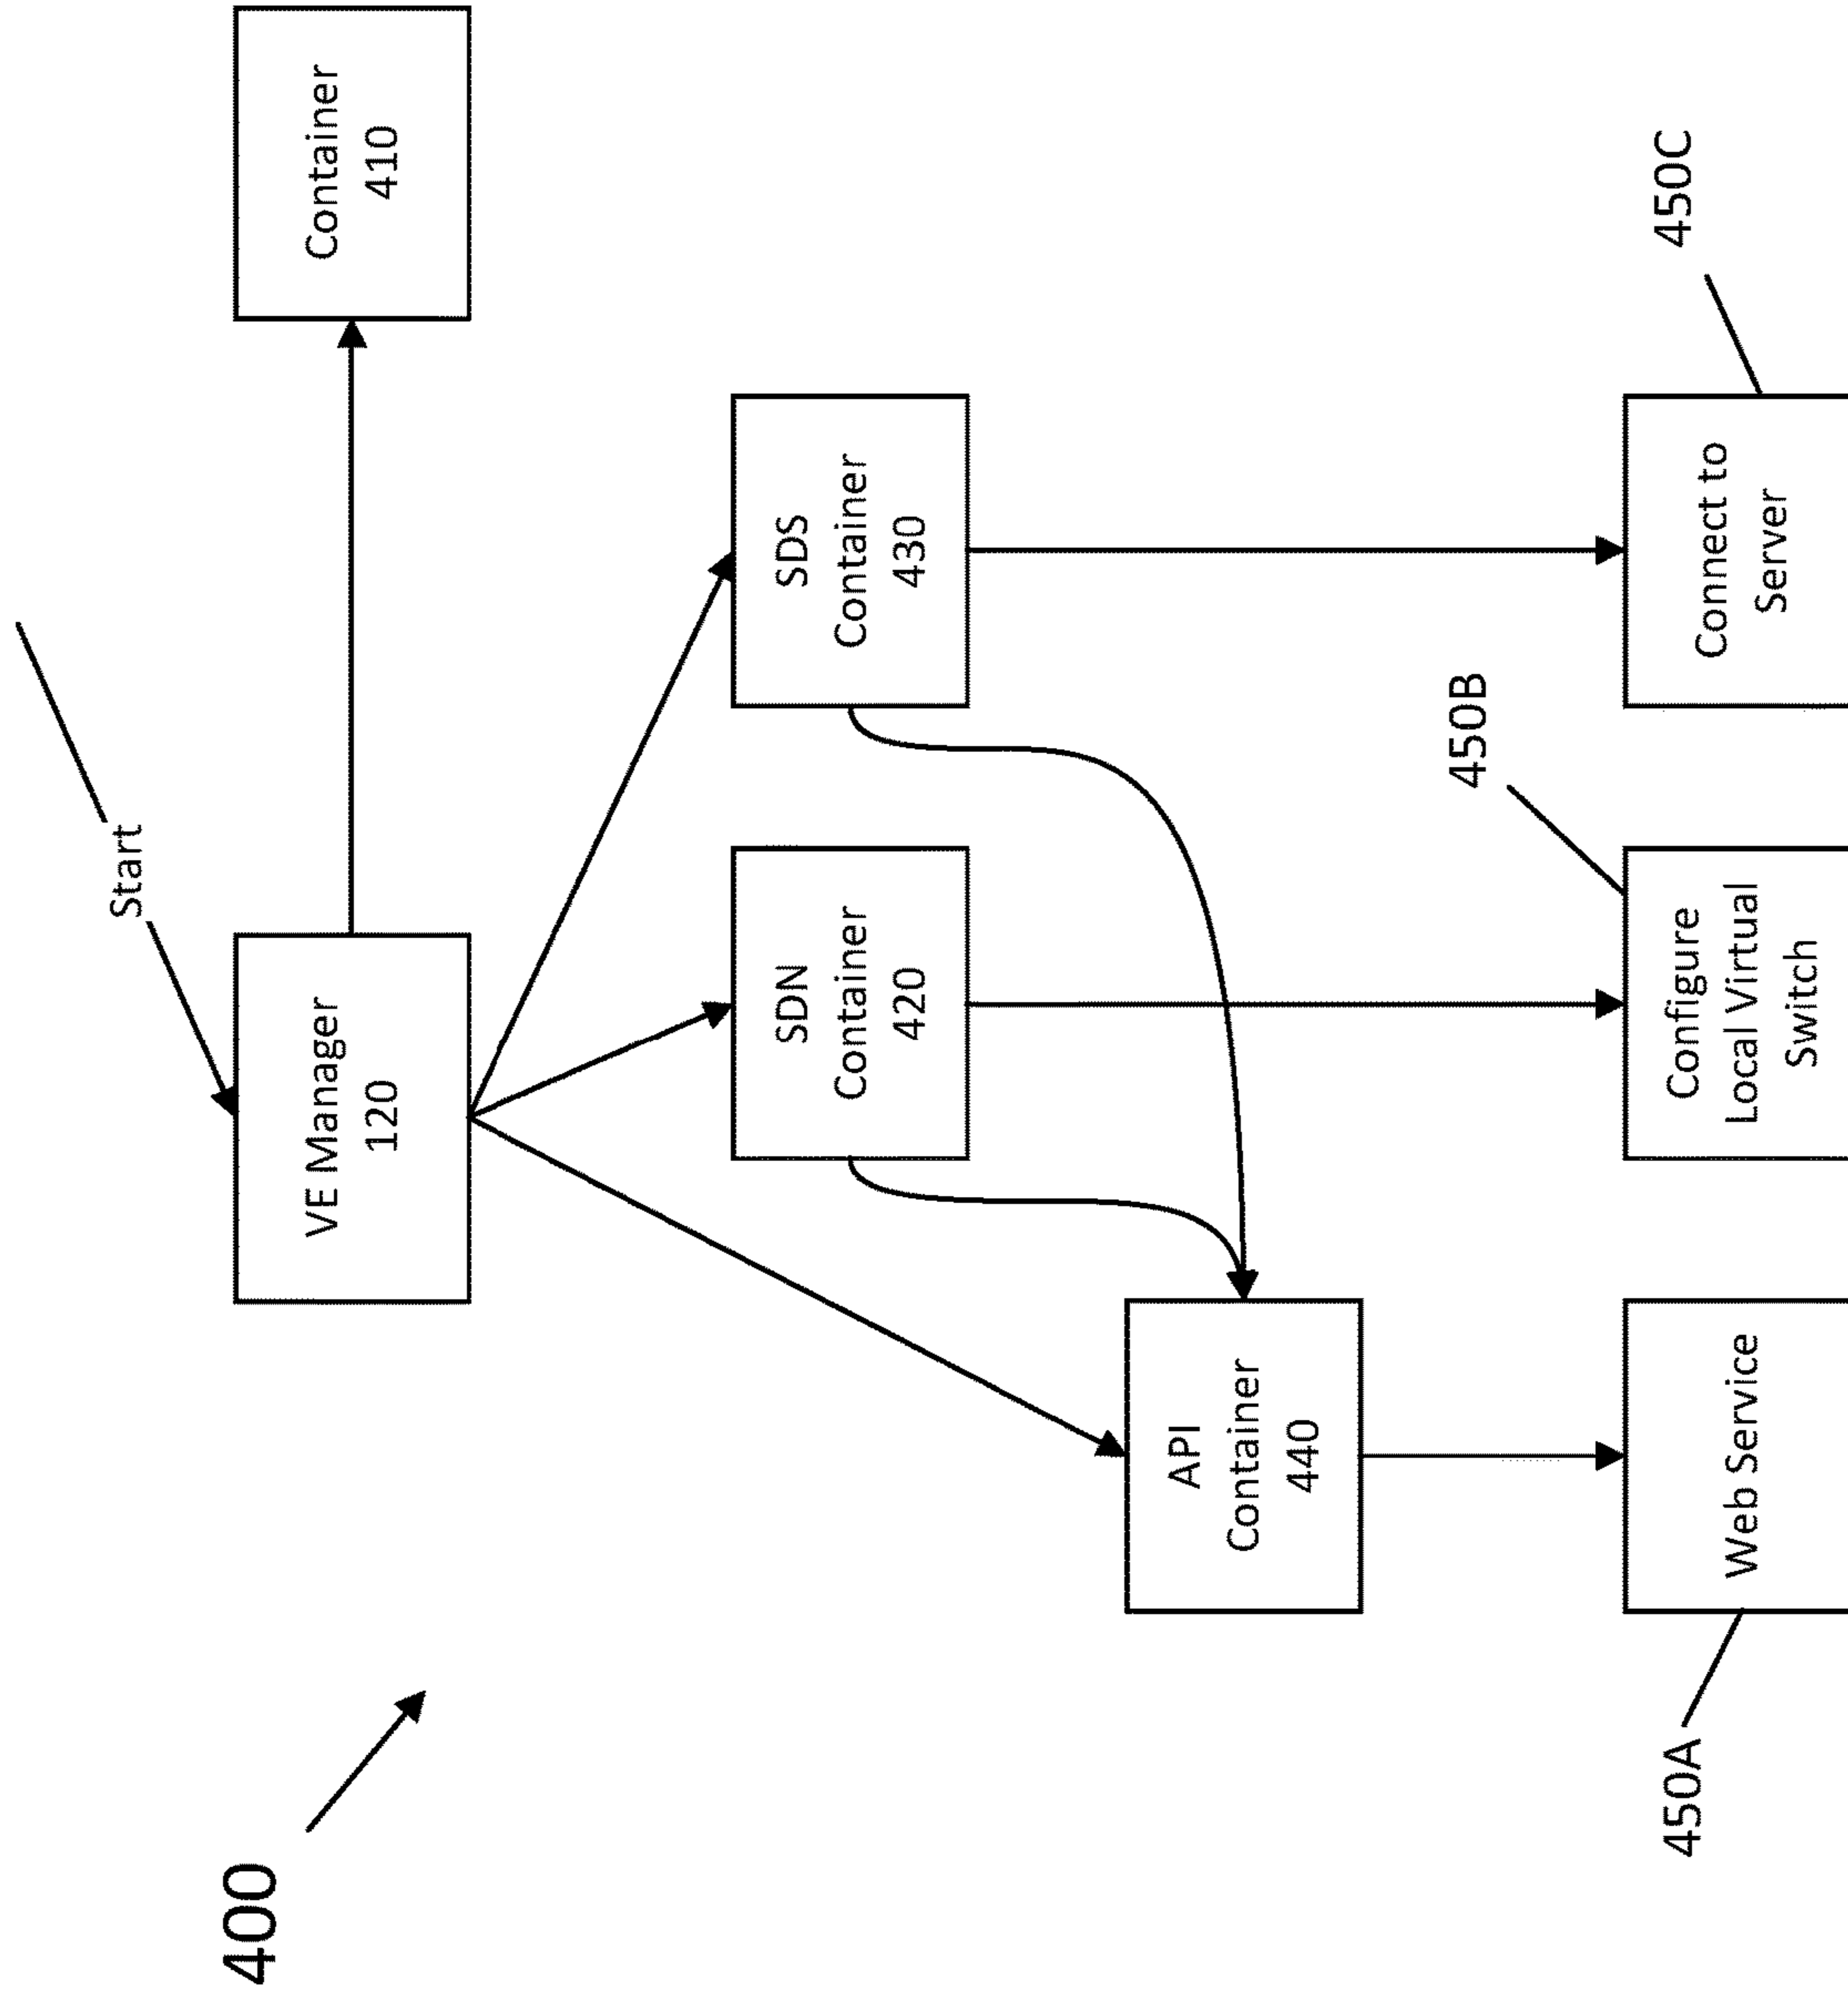 400
Start
VE Manager
120
Container
410
SDN
Container
420
SDS
Container
430
API
Container
440
450A
Web Service
450B
Configure
Local Virtual
Switch
450C
Connect to
Server